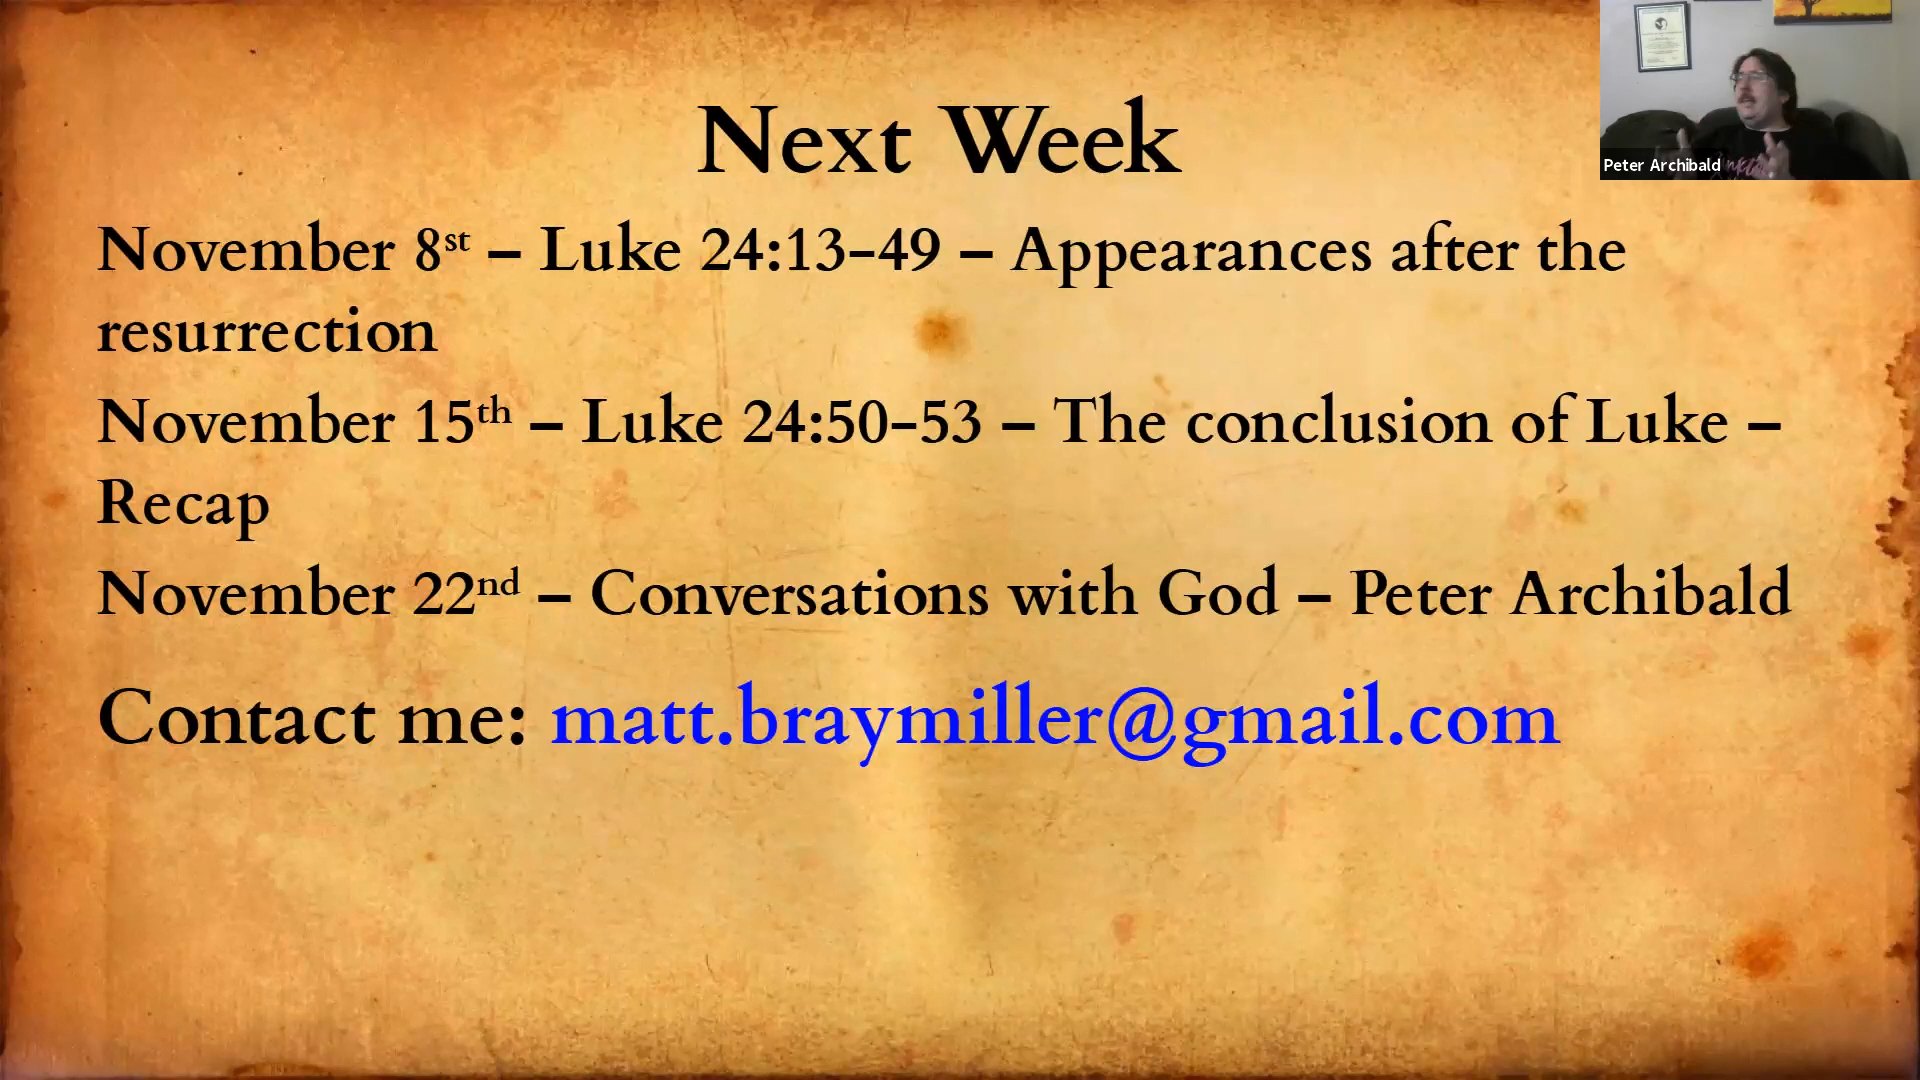 Next Week
November 8st – Luke 24:13-49 – Appearances after the
resurrection
November 15th – Luke 24:50-53 – The conclusion of Luke –
Recap
November 22nd – Conversations with God – Peter Archibald
Contact me: matt.braymiller@gmail.com
Peter Archibald